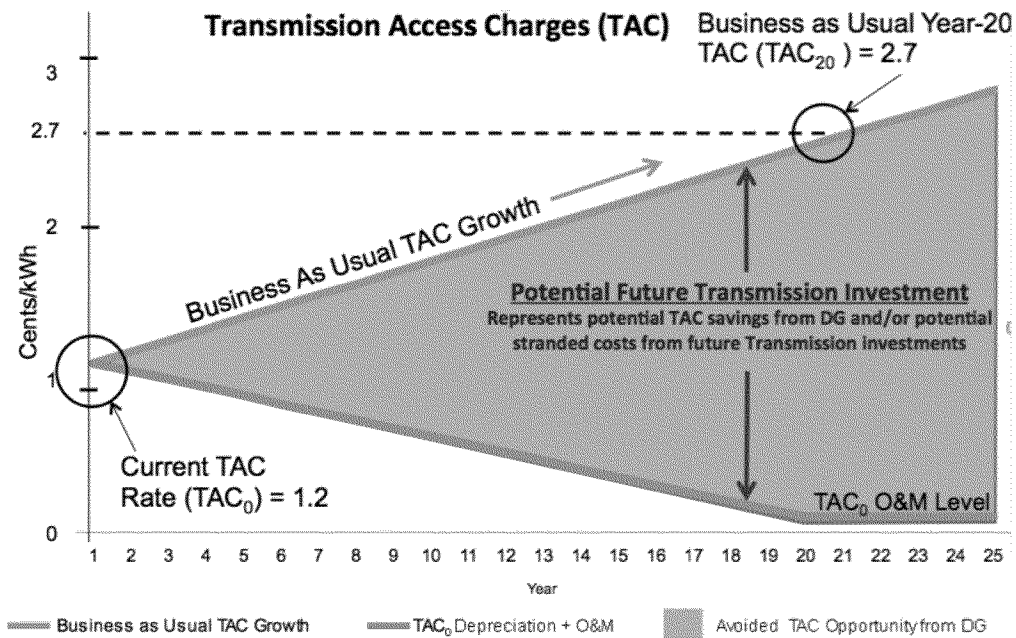 Transmission Access Charges (TAC)
Business as Usual Year-20
TAC (TAC₂₀ ) = 2.7
3
2.7
2
1
0
Cents/kWh
Business As Usual TAC Growth
Potential Future Transmission Investment
Represents potential TAC savings from DG and/or potential
stranded costs from future Transmission investments
Current TAC
Rate (TAC₀) = 1.2
TAC₀ O&M Level
1 2 3 4 5 6 7 8 9 10 11 12 13 14 15 16 17 18 19 20 21 22 23 24 25
Year
Business as Usual TAC Growth
TAC₀ Depreciation + O&M
Avoided TAC Opportunity from DG